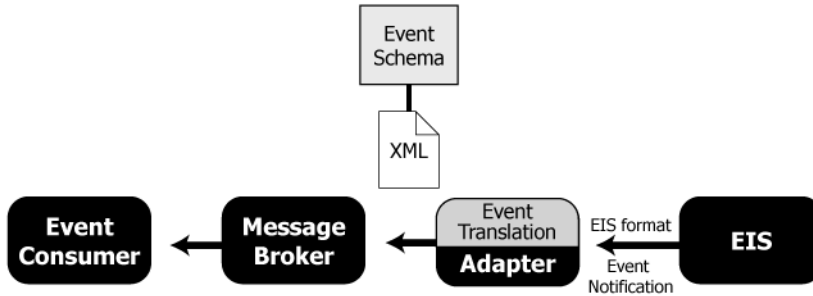 Event
Schema
XML
Event
Consumer
Message
Broker
Event
Translation
Adapter
EIS format
Event
Notification
EIS